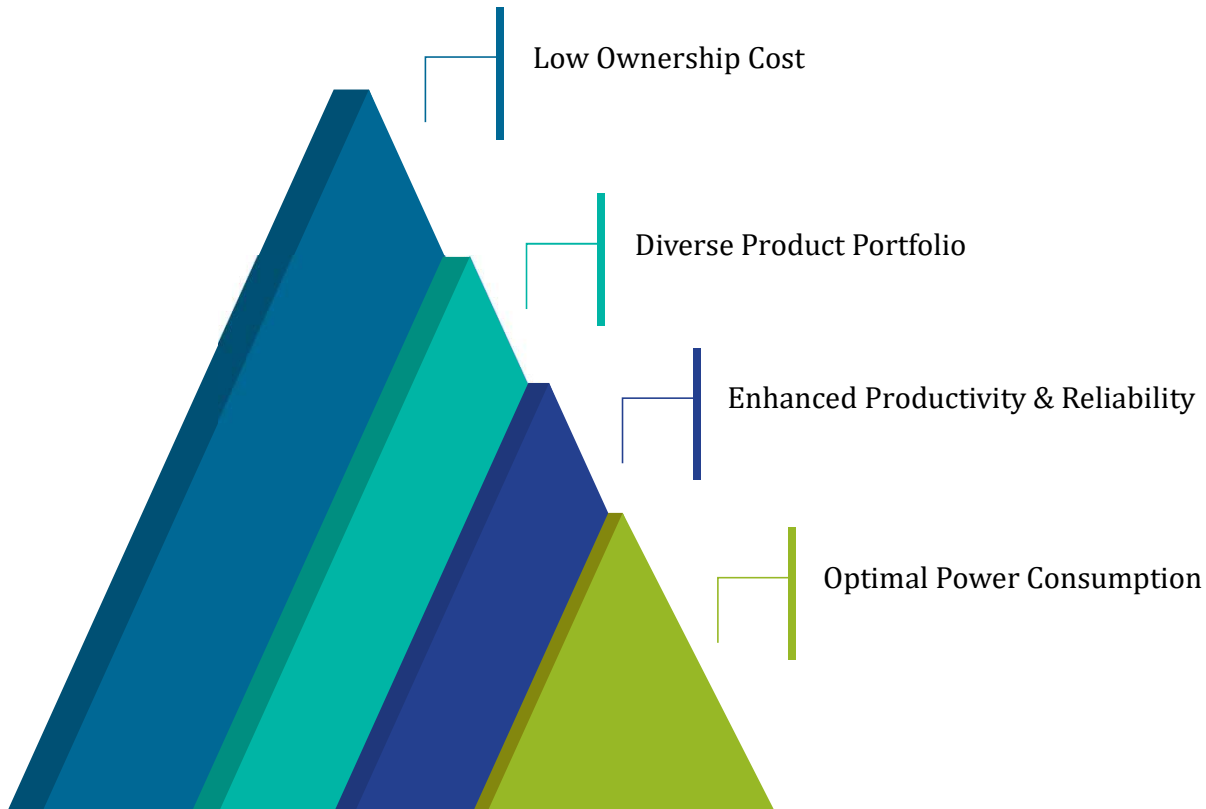 Low Ownership Cost
Diverse Product Portfolio
Enhanced Productivity & Reliability
Optimal Power Consumption